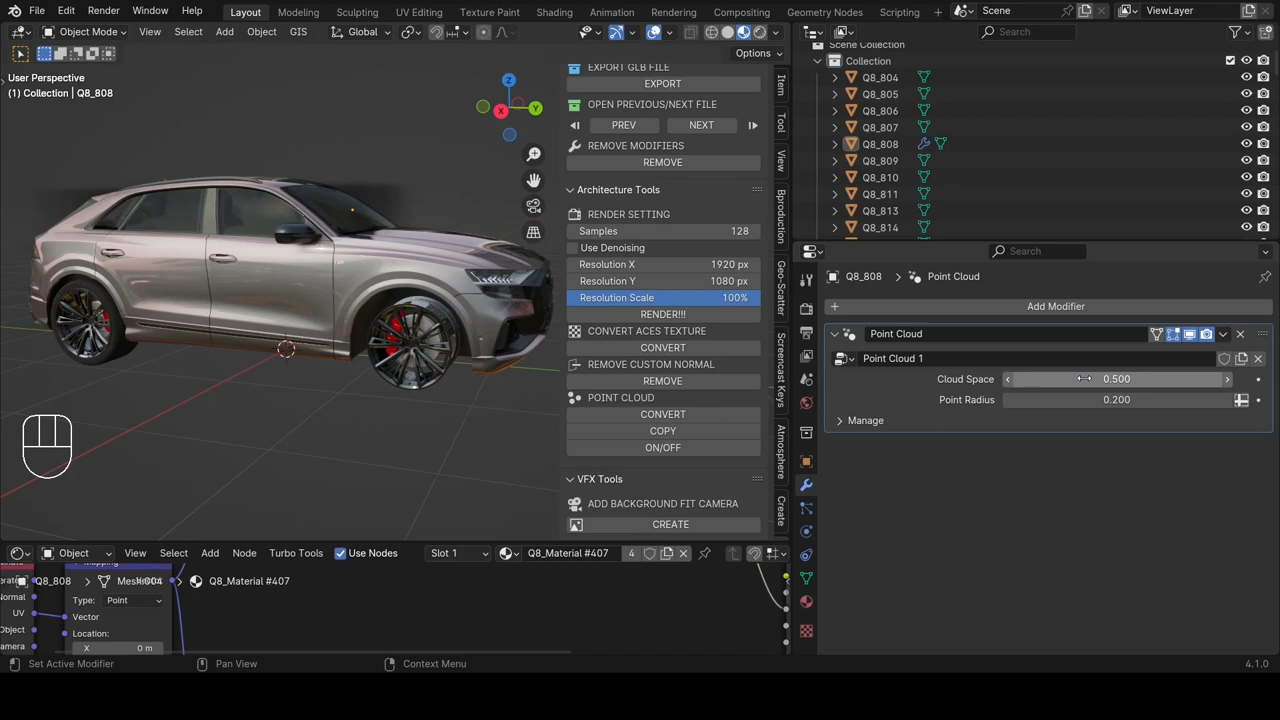 File Edit Render Window Help Layout Modeling Sculpting UV Editing Texture Paint Shading Animation Rendering Compositing Geometry Nodes Scripting + Scene ViewLayer
Object Mode View Select Add Object GIS Global Search
Options
User Perspective
(1) Collection | Q8_808
Z
X
Y
EXPORT GLB FILE
EXPORT
OPEN PREVIOUS/NEXT FILE
PREV NEXT
REMOVE MODIFIERS
REMOVE
Architecture Tools
RENDER SETTING
Samples 128
Use Denoising
Resolution X 1920 px
Resolution Y 1080 px
Resolution Scale 100%
RENDER!!!
CONVERT ACES TEXTURE
CONVERT
REMOVE CUSTOM NORMAL
REMOVE
POINT CLOUD
CONVERT
COPY
ON/OFF
VFX Tools
ADD BACKGROUND FIT CAMERA
CREATE
Item
Tool
View
Bproduction
Geo-Scatter
Screencast Keys
Atmosphere
Create
Scene Collection
Collection
Q8_804
Q8_805
Q8_806
Q8_807
Q8_808
Q8_809
Q8_810
Q8_811
Q8_813
Q8_814
Search
Q8_808 > Point Cloud
+ Add Modifier
Point Cloud
Point Cloud 1
Cloud Space 0.500
Point Radius 0.200
Manage
Object View Select Add Node Turbo Tools Use Nodes Slot 1 Q8_Material #407 4
Q8_808 > > Q8_Material #407
Type: Point
Normal
UV Vector
Object Location:
X 0 m
Set Active Modifier Pan View Context Menu 4.1.0